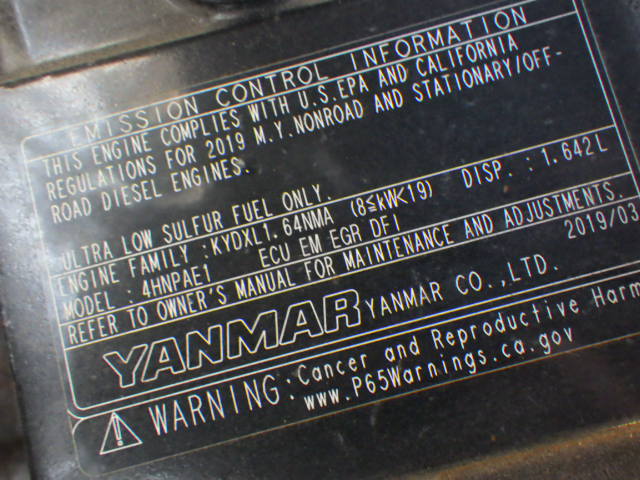 EMISSION CONTROL INFORMATION
THIS ENGINE COMPLIES WITH U.S.EPA AND CALIFORNIA
REGULATIONS FOR 2019 M.Y.NONROAD AND STATIONARY/OFF-
ROAD DIESEL ENGINES.
ULTRA LOW SULFUR FUEL ONLY.
ENGINE FAMILY :KYDXL1.64NMA (8≦kW<19) DISP. : 1.642L
MODEL : 4HNPAE1 ECU EM EGR DFI
REFER TO OWNER'S MANUAL FOR MAINTENANCE AND ADJUSTMENTS.
2019/03
YANMAR YANMAR CO.,LTD.
WARNING:Cancer and Reproductive Harm
www.P65Warnings.ca.gov